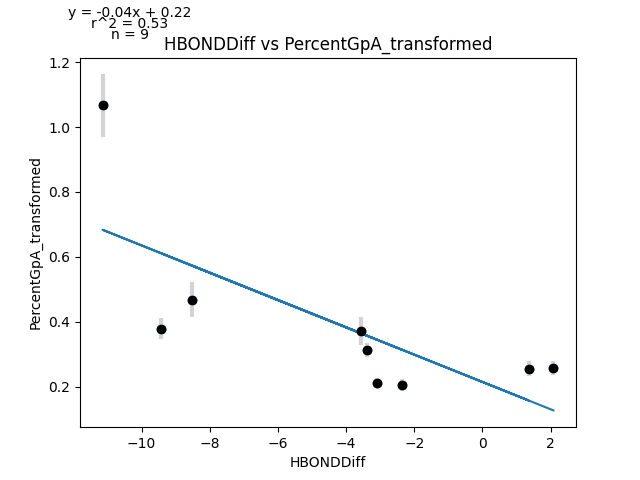 y = -0.04x + 0.22
r^2 = 0.53
n = 9
HBONDDiff vs PercentGpA_transformed
1.2
1.0
0.8
0.6
0.4
0.2
PercentGpA_transformed
−10 −8 −6 −4 −2 0 2
HBONDDiff